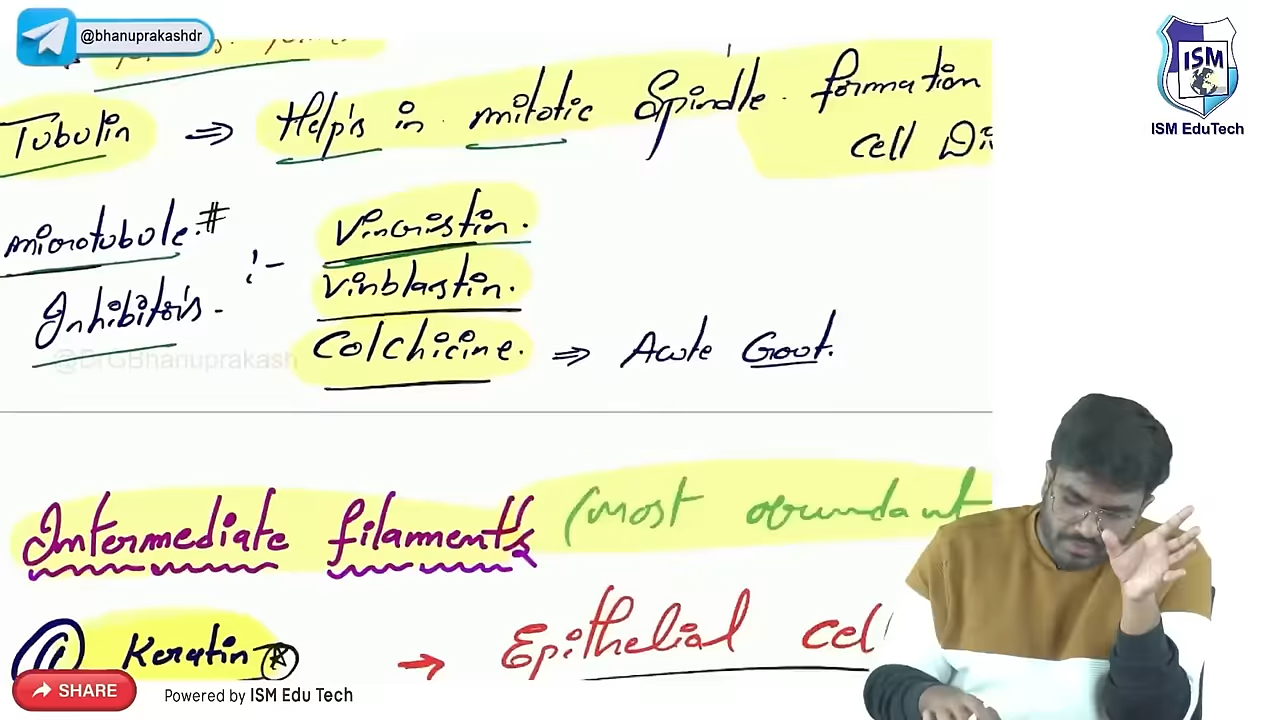 @bhanuprakashdr
ISM
ISM EduTech
Tubulin ⇒ Help's in mitotic Spindle formation
cell Di
microtubule #
Inhibitors :-
Vincristin.
Vinblastin.
Colchicine. ⇒ Acute Gout.
@DrGBhanuprakash
Intermediate filaments (most abundant
① Keratin → Epithelial cel
SHARE
Powered by ISM Edu Tech